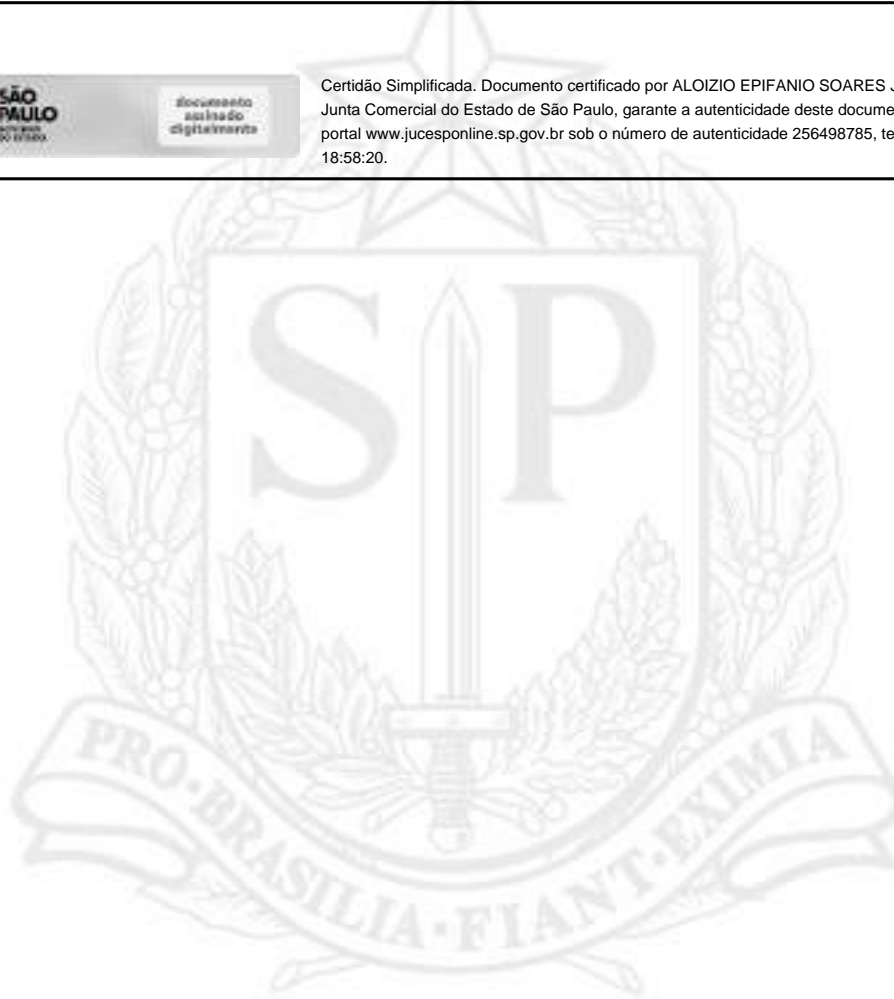 SÃO
PAULO
documento
assinado
digitalmente
Certidão Simplificada. Documento certificado por ALOIZIO EPIFANIO SOARES
Junta Comercial do Estado de São Paulo, garante a autenticidade deste
portal www.jucesponline.sp.gov.br sob o número de autenticidade 256498785,
18:58:20.
S P
PRO·BRASILIA·FIANT·EXIMIA